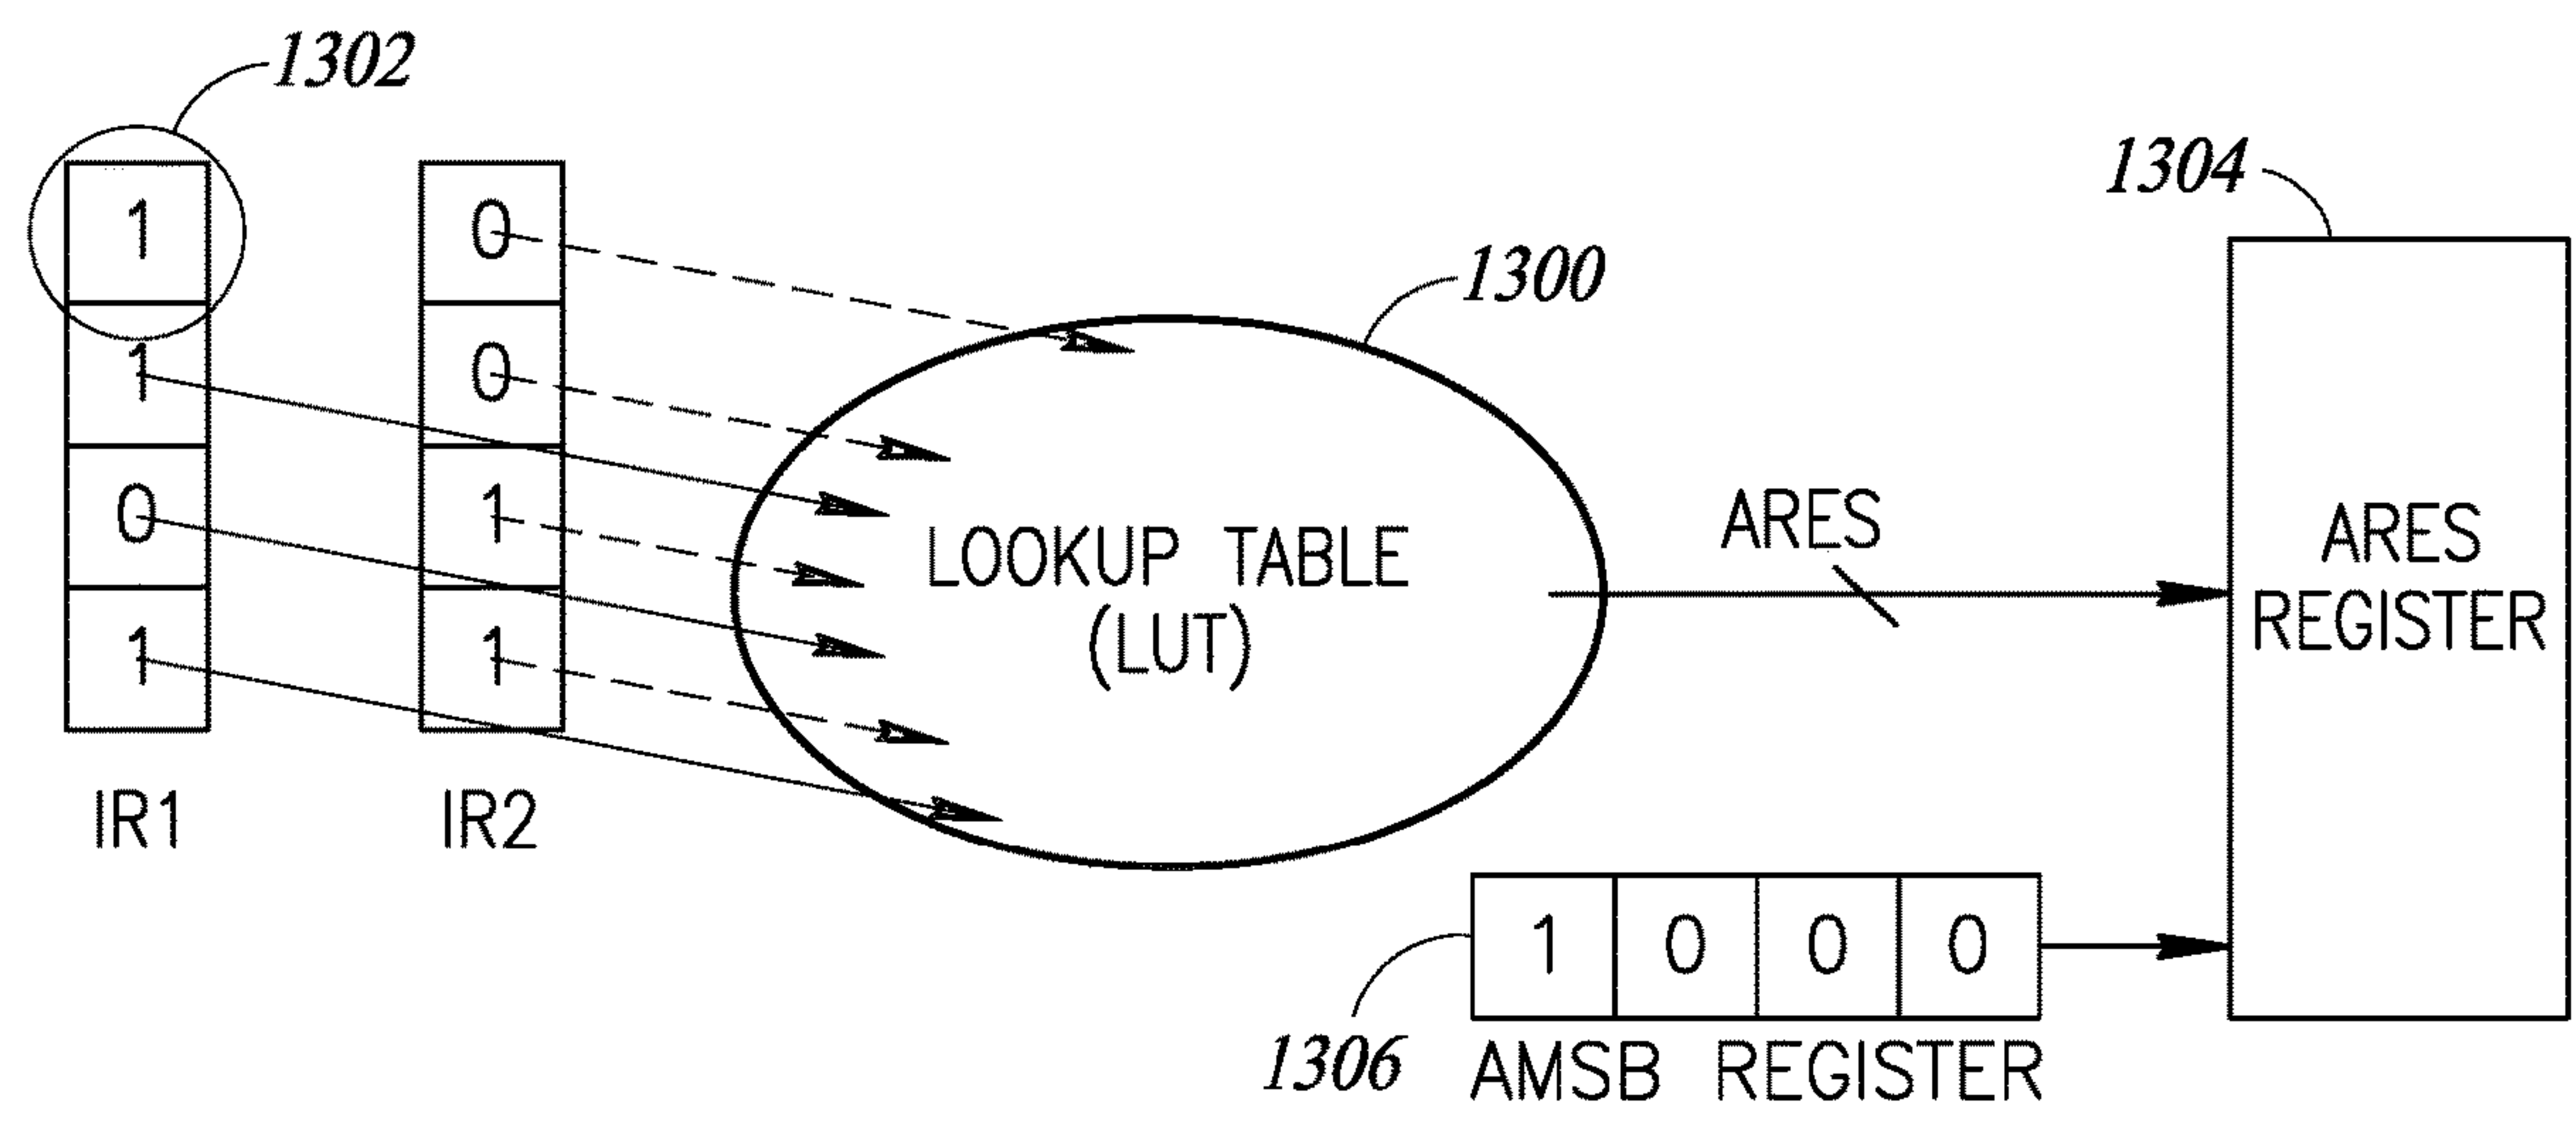 1302
1304
1 0
1300
1 0
0 1
LOOKUP TABLE
(LUT)
ARES
ARES
REGISTER
1 1
IR1 IR2
1 0 0 0
1306
AMSB REGISTER